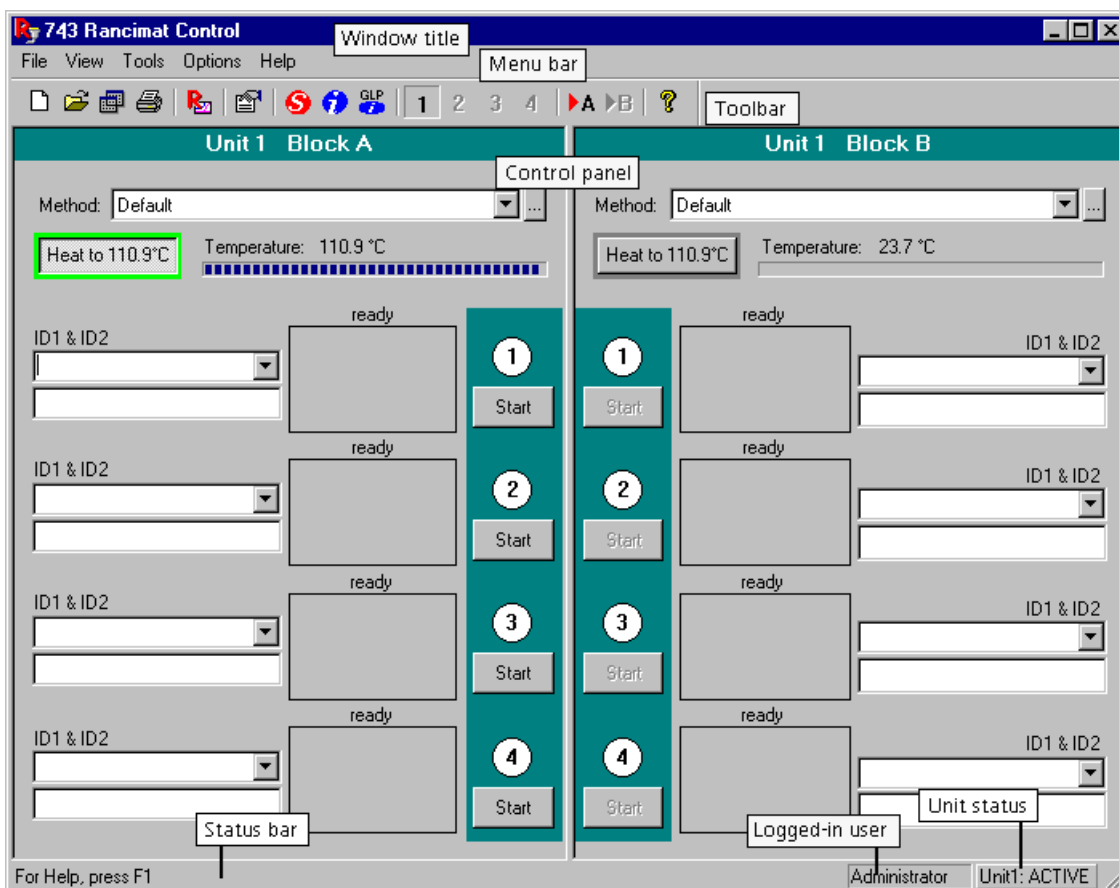 743 Rancimat Control
Window title
File View Tools Options Help
Menu bar
S i GLP i 1 2 3 4 A B ?
Toolbar
Unit 1 Block A
Unit 1 Block B
Control panel
Method: Default ...
Method: Default ...
Heat to 110.9°C Temperature: 110.9 °C
Heat to 110.9°C Temperature: 23.7 °C
ready
ready
ID1 & ID2
1
1
ID1 & ID2
Start
Start
ready
ready
ID1 & ID2
2
2
ID1 & ID2
Start
Start
ready
ready
ID1 & ID2
3
3
ID1 & ID2
Start
Start
ready
ready
ID1 & ID2
4
4
ID1 & ID2
Start
Start
Status bar
Logged-in user
Unit status
For Help, press F1
Administrator
Unit1: ACTIVE